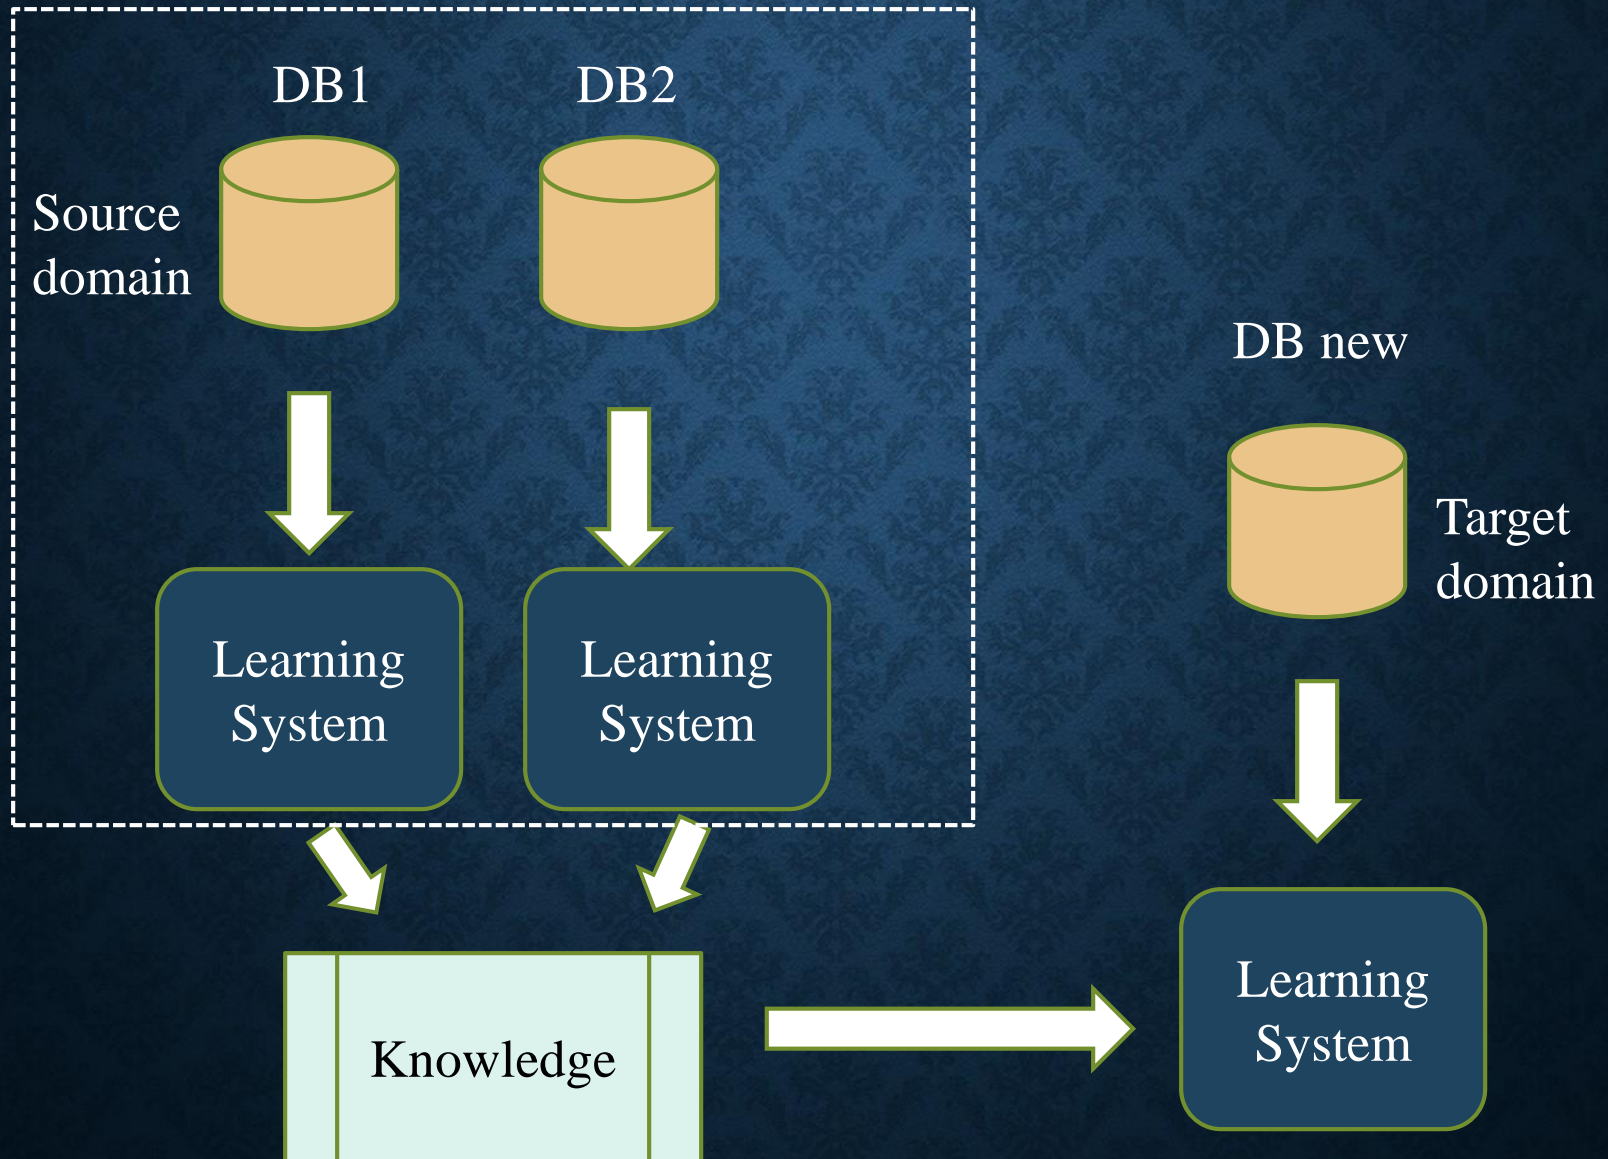 DB1
DB2
Source
domain
DB new
Target
domain
Learning
System
Learning
System
Learning
System
Knowledge